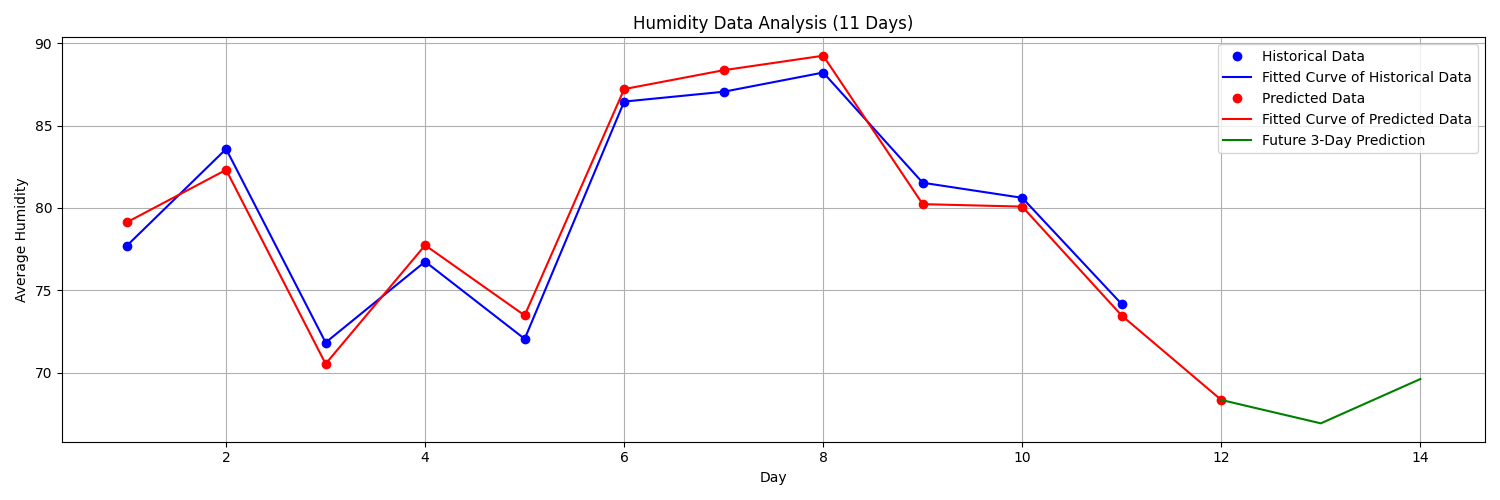 Humidity Data Analysis (11 Days)
Historical Data
Fitted Curve of Historical Data
Predicted Data
Fitted Curve of Predicted Data
Future 3-Day Prediction
Average Humidity
90
85
80
75
70
2 4 6 8 10 12 14
Day